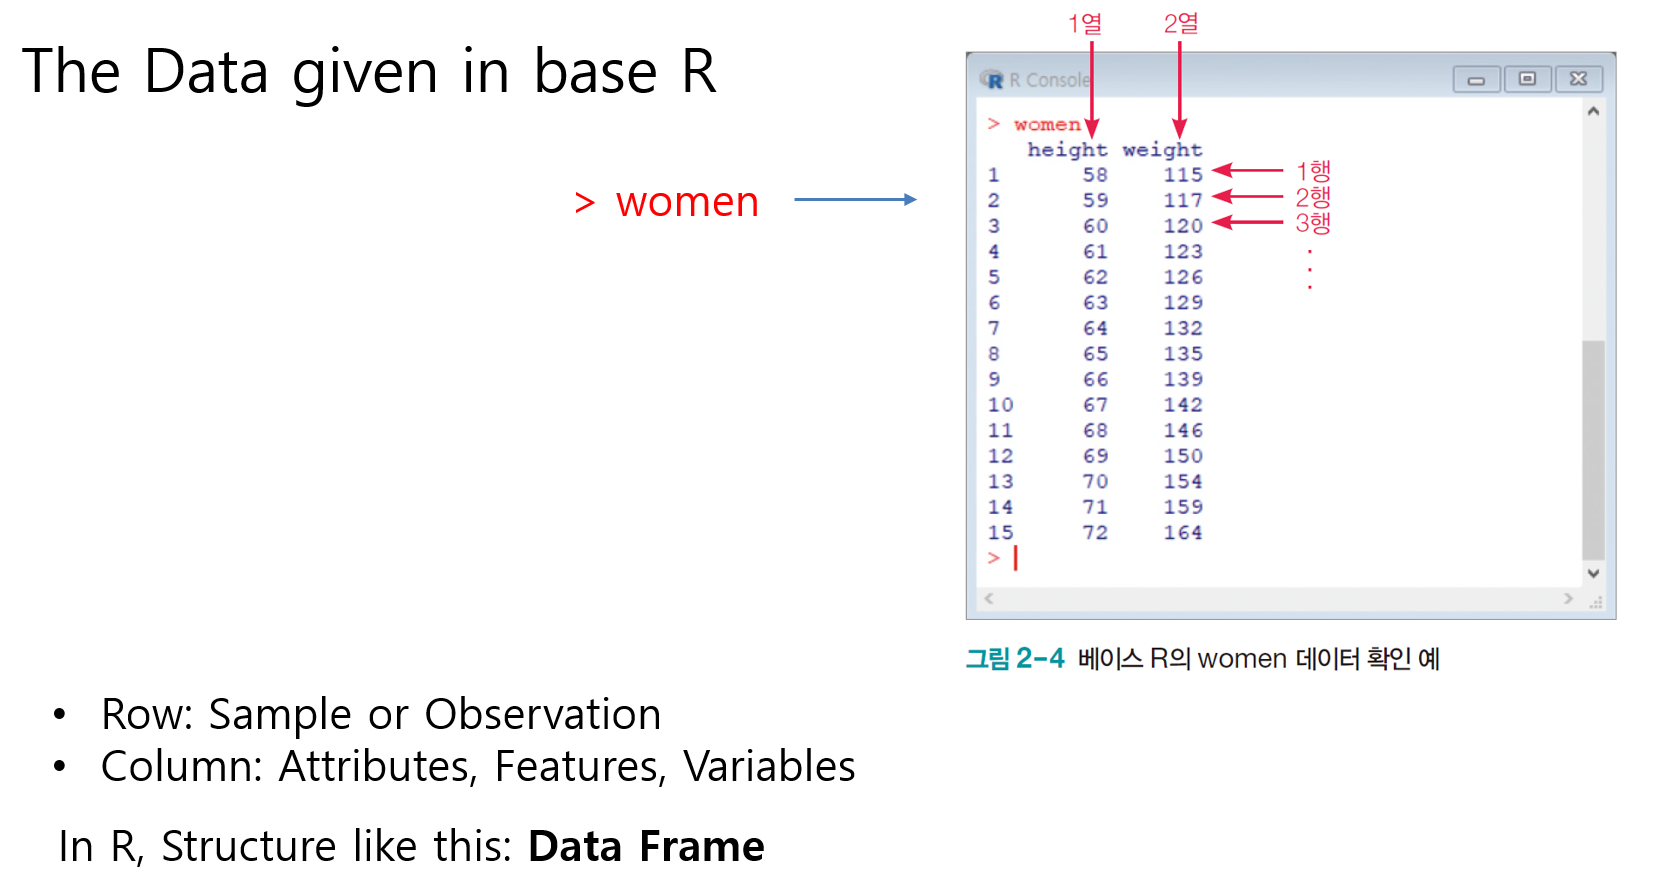 The Data given in base R
> women
1열 2열
R Console
> women
height weight
1 58 115 1행
2 59 117 2행
3 60 120 3행
4 61 123
5 62 126
6 63 129
7 64 132
8 65 135
9 66 139
10 67 142
11 68 146
12 69 150
13 70 154
14 71 159
15 72 164
>
그림 2-4 베이스 R의 women 데이터 확인 예
• Row: Sample or Observation
• Column: Attributes, Features, Variables
In R, Structure like this: Data Frame